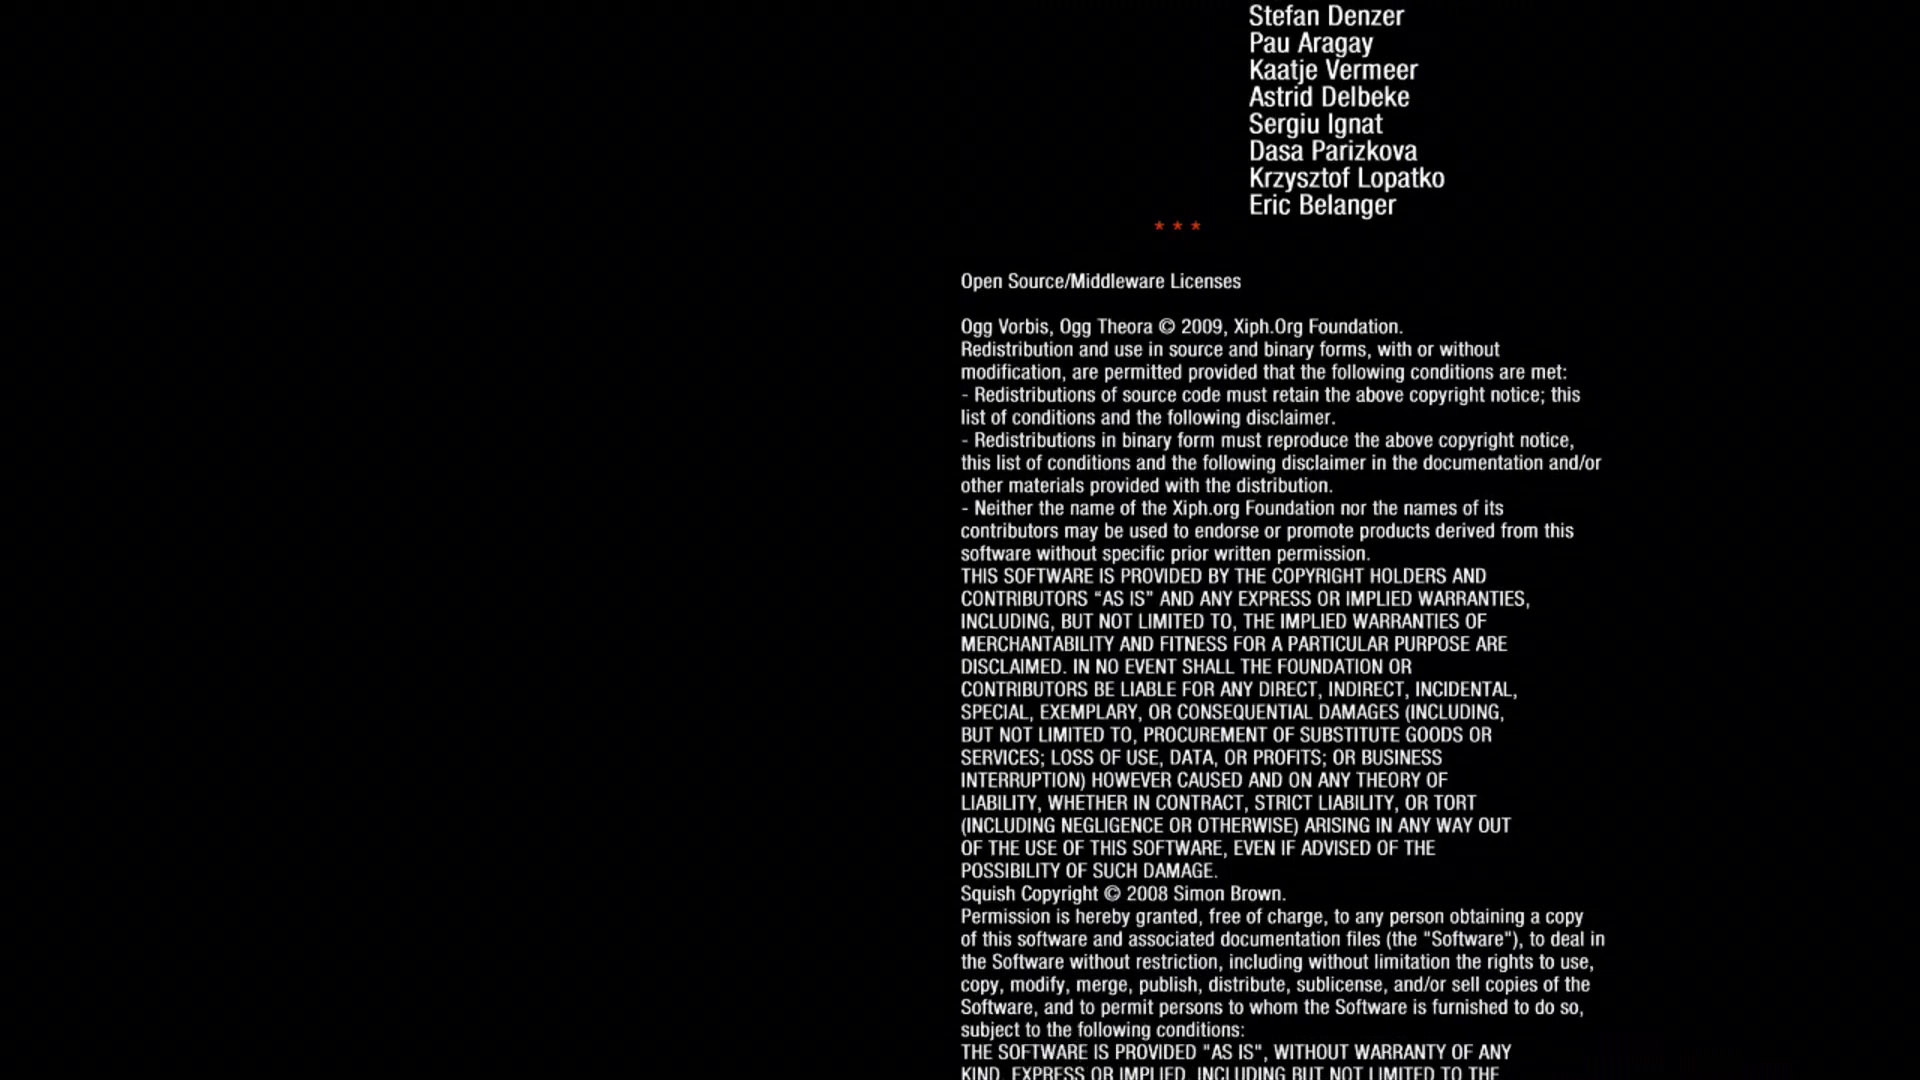 Stefan Denzer
Pau Aragay
Kaatje Vermeer
Astrid Delbeke
Sergiu Ignat
Dasa Parizkova
Krzysztof Lopatko
Eric Belanger
* * *
Open Source/Middleware Licenses
Ogg Vorbis, Ogg Theora © 2009, Xiph.Org Foundation.
Redistribution and use in source and binary forms, with or without
modification, are permitted provided that the following conditions are met:
- Redistributions of source code must retain the above copyright notice; this
list of conditions and the following disclaimer.
- Redistributions in binary form must reproduce the above copyright notice,
this list of conditions and the following disclaimer in the documentation and/or
other materials provided with the distribution.
- Neither the name of the Xiph.org Foundation nor the names of its
contributors may be used to endorse or promote products derived from this
software without specific prior written permission.
THIS SOFTWARE IS PROVIDED BY THE COPYRIGHT HOLDERS AND
CONTRIBUTORS “AS IS” AND ANY EXPRESS OR IMPLIED WARRANTIES,
INCLUDING, BUT NOT LIMITED TO, THE IMPLIED WARRANTIES OF
MERCHANTABILITY AND FITNESS FOR A PARTICULAR PURPOSE ARE
DISCLAIMED. IN NO EVENT SHALL THE FOUNDATION OR
CONTRIBUTORS BE LIABLE FOR ANY DIRECT, INDIRECT, INCIDENTAL,
SPECIAL, EXEMPLARY, OR CONSEQUENTIAL DAMAGES (INCLUDING,
BUT NOT LIMITED TO, PROCUREMENT OF SUBSTITUTE GOODS OR
SERVICES; LOSS OF USE, DATA, OR PROFITS; OR BUSINESS
INTERRUPTION) HOWEVER CAUSED AND ON ANY THEORY OF
LIABILITY, WHETHER IN CONTRACT, STRICT LIABILITY, OR TORT
(INCLUDING NEGLIGENCE OR OTHERWISE) ARISING IN ANY WAY OUT
OF THE USE OF THIS SOFTWARE, EVEN IF ADVISED OF THE
POSSIBILITY OF SUCH DAMAGE.
Squish Copyright © 2008 Simon Brown.
Permission is hereby granted, free of charge, to any person obtaining a copy
of this software and associated documentation files (the "Software"), to deal in
the Software without restriction, including without limitation the rights to use,
copy, modify, merge, publish, distribute, sublicense, and/or sell copies of the
Software, and to permit persons to whom the Software is furnished to do so,
subject to the following conditions:
THE SOFTWARE IS PROVIDED "AS IS", WITHOUT WARRANTY OF ANY
KIND, EXPRESS OR IMPLIED, INCLUDING BUT NOT LIMITED TO THE